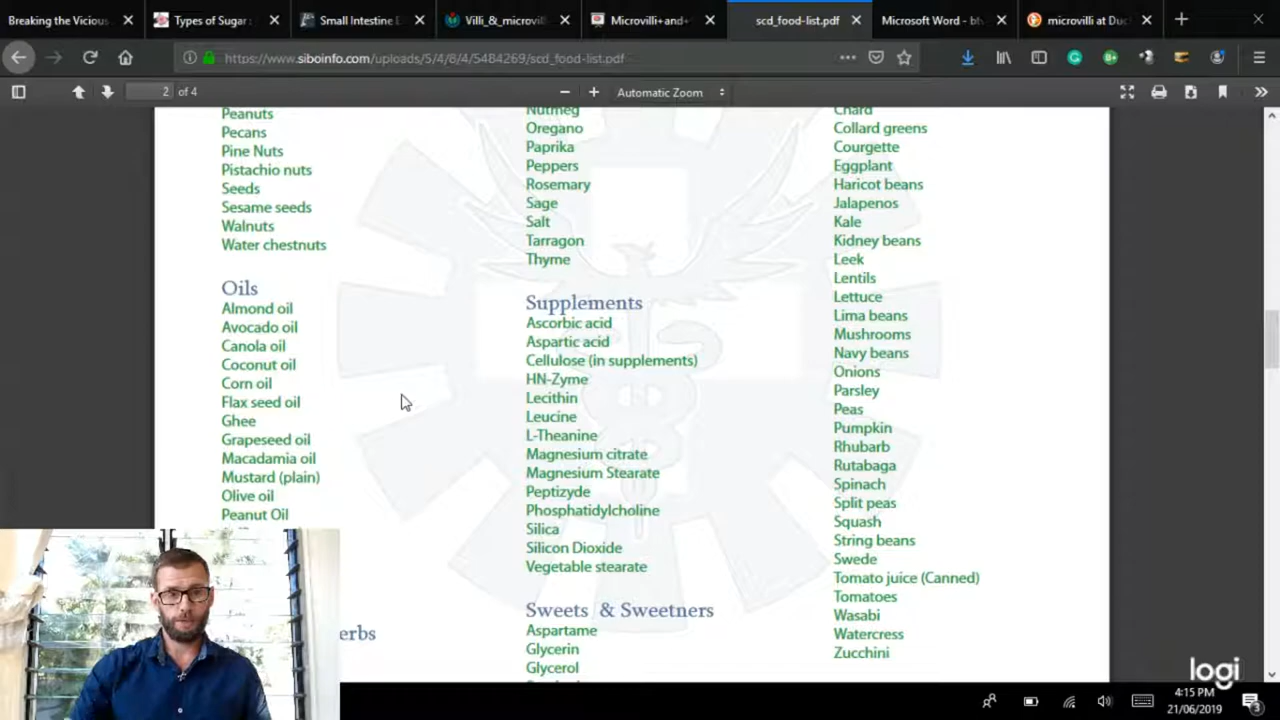 Breaking the Vicious
Types of Sugar
Small Intestine
Villi_&_microvil
Microvilli+and+
scd_food-list.pdf
Microsoft Word - b
microvilli at Du
https://www.siboinfo.com/uploads/5/4/8/4/5484269/scd_food-list.pdf
2 of 4
Automatic Zoom
Peanuts
Pecans
Pine Nuts
Pistachio nuts
Seeds
Sesame seeds
Walnuts
Water chestnuts
Oils
Almond oil
Avocado oil
Canola oil
Coconut oil
Corn oil
Flax seed oil
Ghee
Grapeseed oil
Macadamia oil
Mustard (plain)
Olive oil
Peanut Oil
erbs
Nutmeg
Oregano
Paprika
Peppers
Rosemary
Sage
Salt
Tarragon
Thyme
Supplements
Ascorbic acid
Aspartic acid
Cellulose (in supplements)
HN-Zyme
Lecithin
Leucine
L-Theanine
Magnesium citrate
Magnesium Stearate
Peptizyde
Phosphatidylcholine
Silica
Silicon Dioxide
Vegetable stearate
Sweets & Sweetners
Aspartame
Glycerin
Glycerol
Chard
Collard greens
Courgette
Eggplant
Haricot beans
Jalapenos
Kale
Kidney beans
Leek
Lentils
Lettuce
Lima beans
Mushrooms
Navy beans
Onions
Parsley
Peas
Pumpkin
Rhubarb
Rutabaga
Spinach
Split peas
Squash
String beans
Swede
Tomato juice (Canned)
Tomatoes
Wasabi
Watercress
Zucchini
logi
4:15 PM
21/06/2019
3